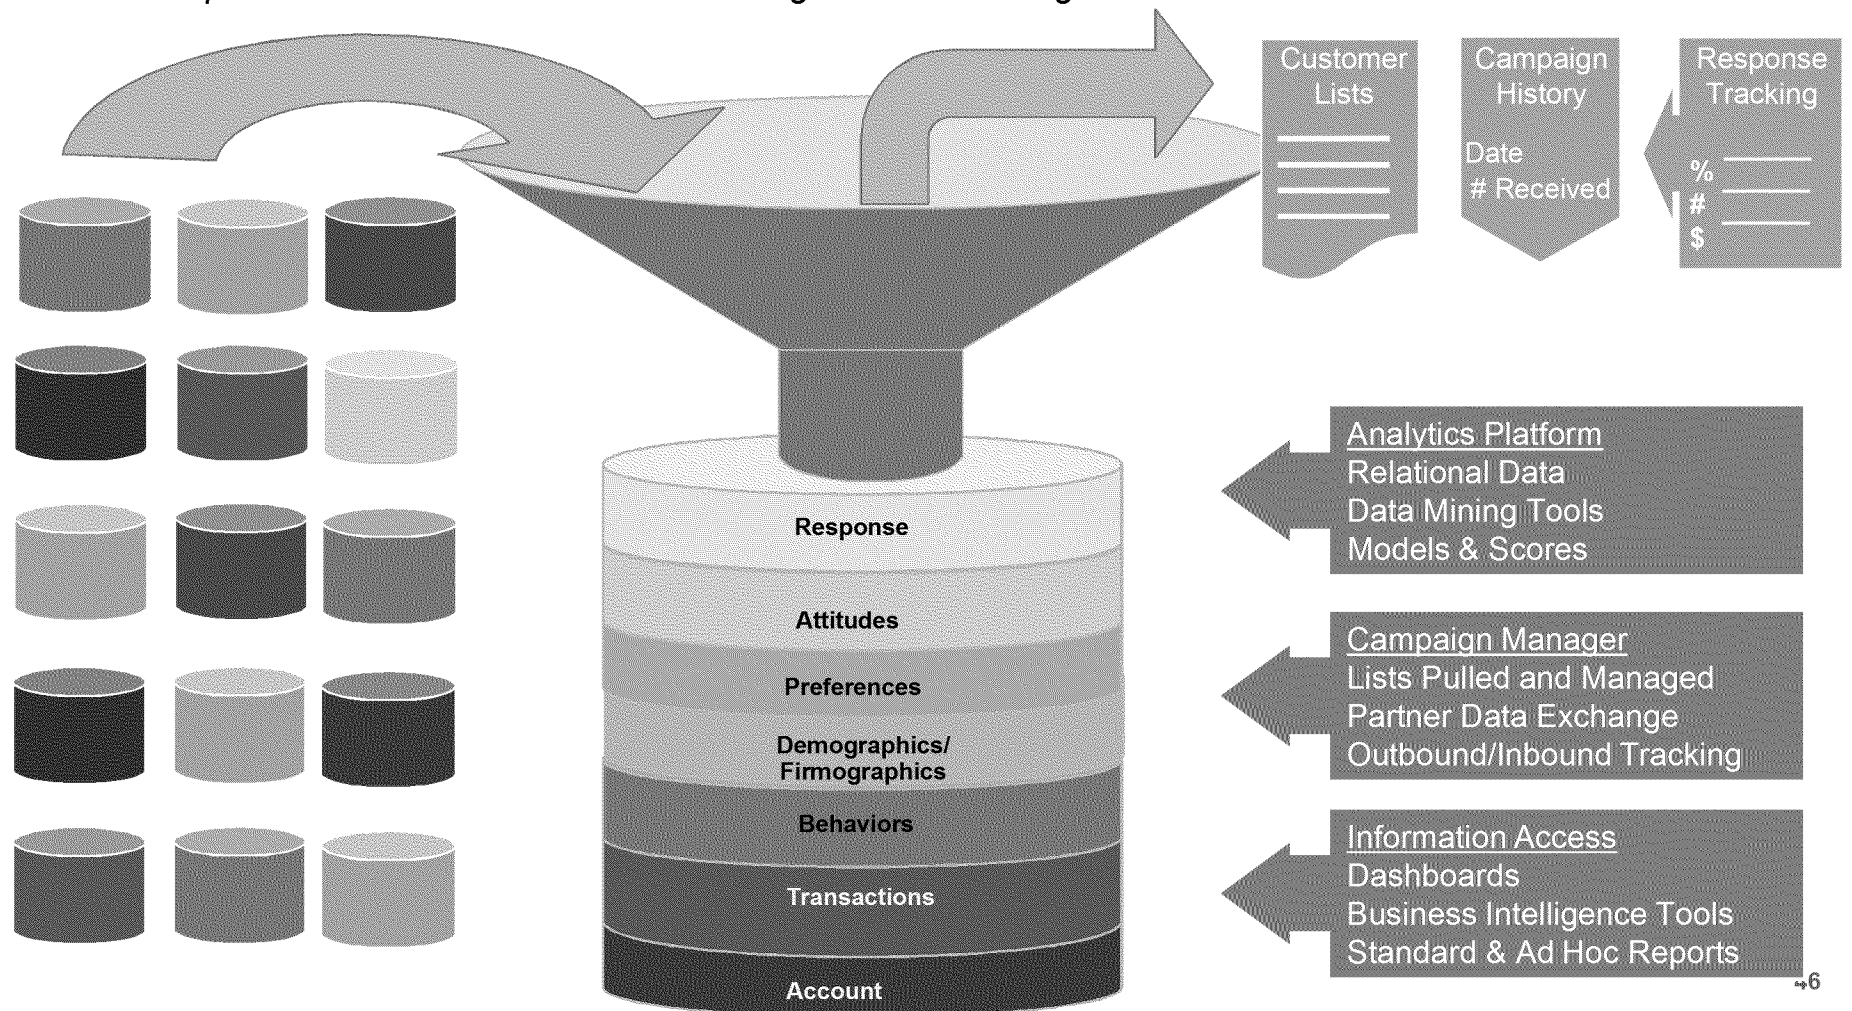 Customer
Lists
Campaign
History
Date
# Received
Response
Tracking
%
#
$
Response
Attitudes
Preferences
Demographics/
Firmographics
Behaviors
Transactions
Account
Analytics Platform
Relational Data
Data Mining Tools
Models & Scores
Campaign Manager
Lists Pulled and Managed
Partner Data Exchange
Outbound/Inbound Tracking
Information Access
Dashboards
Business Intelligence Tools
Standard & Ad Hoc Reports